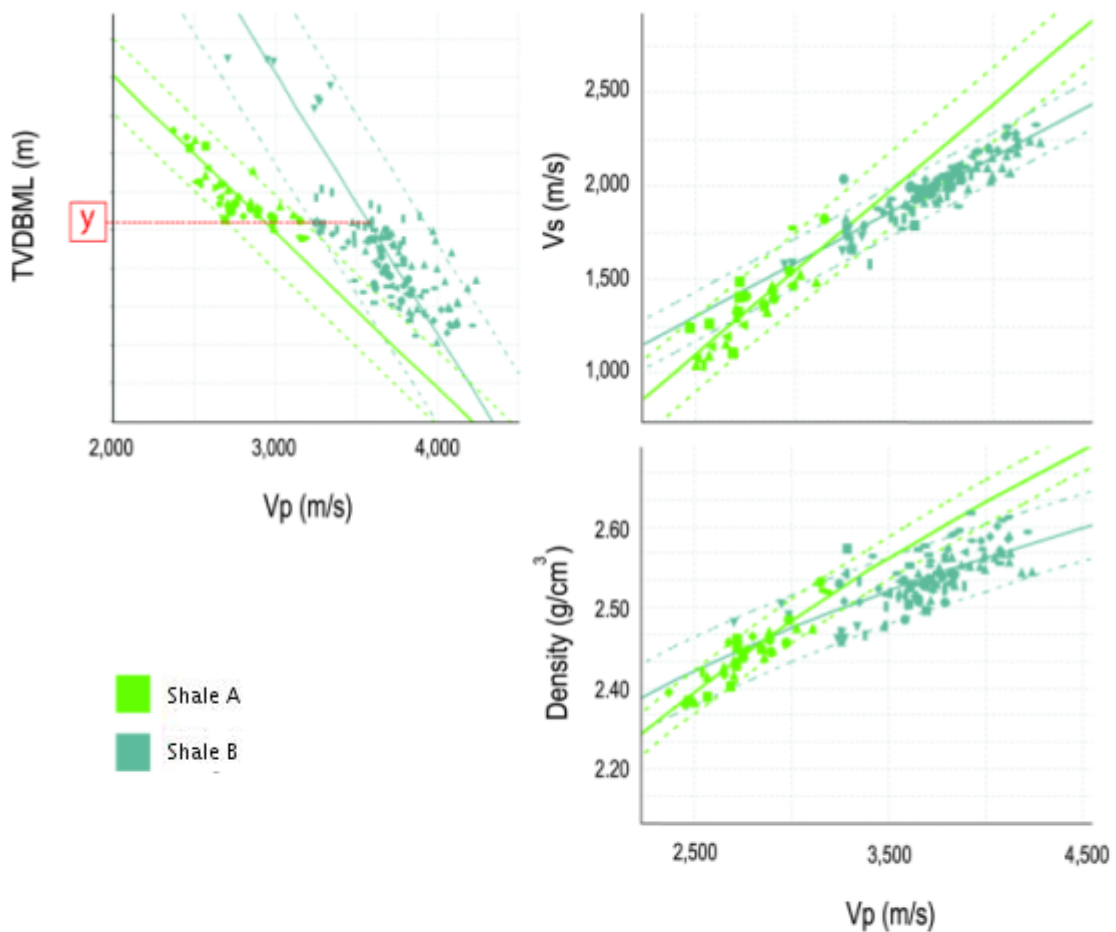 TVDBML (m)
y
2,000
3,000
4,000
Vp (m/s)
Vs (m/s)
2,500
2,000
1,500
1,000
Density (g/cm³)
2.60
2.50
2.40
2.20
2,500
3,500
4,500
Vp (m/s)
Shale A
Shale B